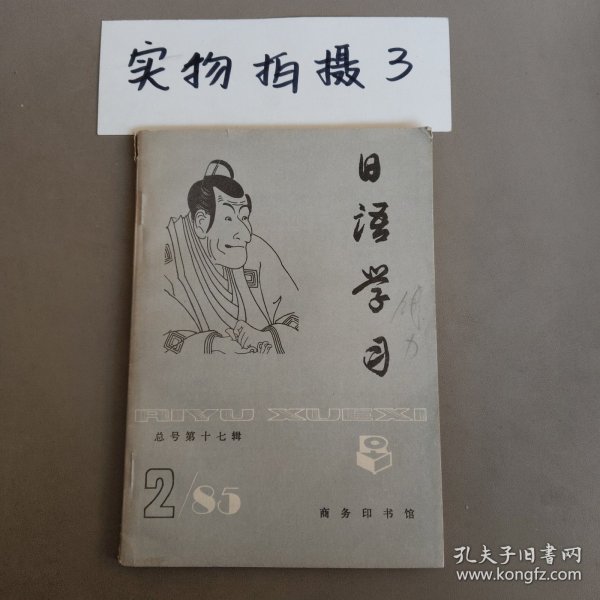 实物拍摄3
日语学习
RIYU XUEXI
总号第十七辑
2/85
商务印书馆
孔夫子旧书网
www.kongfz.com